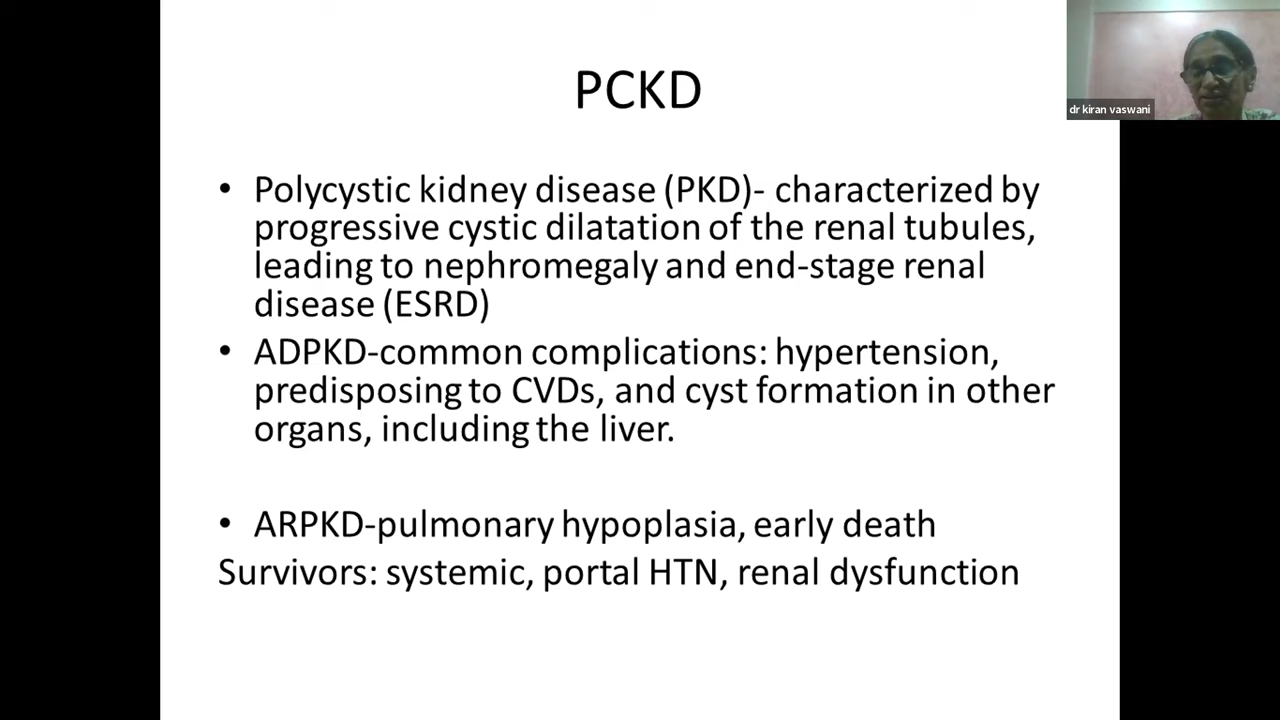 PCKD
dr kiran vaswani
• Polycystic kidney disease (PKD)- characterized by
progressive cystic dilatation of the renal tubules,
leading to nephromegaly and end-stage renal
disease (ESRD)
• ADPKD-common complications: hypertension,
predisposing to CVDs, and cyst formation in other
organs, including the liver.
• ARPKD-pulmonary hypoplasia, early death
Survivors: systemic, portal HTN, renal dysfunction